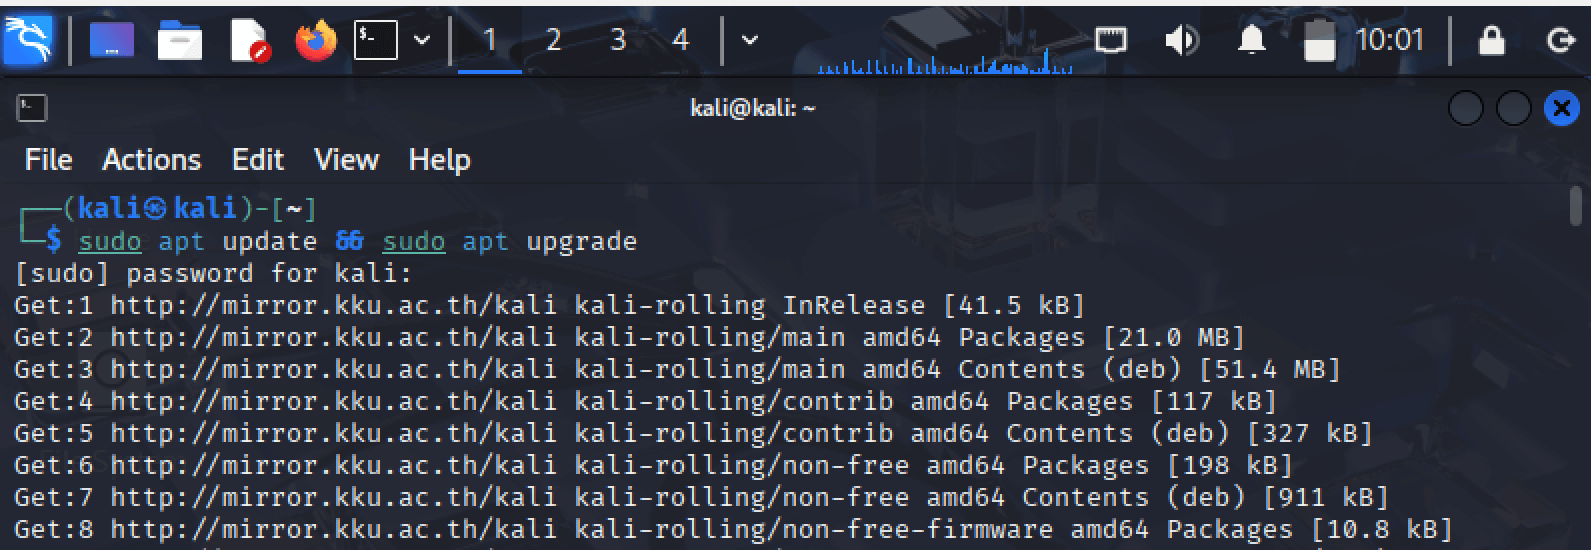 1 2 3 4 10:01
kali@kali: ~
File Actions Edit View Help
┌──(kali㉿kali)-[~]
└─$ sudo apt update && sudo apt upgrade
[sudo] password for kali:
Get:1 http://mirror.kku.ac.th/kali kali-rolling InRelease [41.5 kB]
Get:2 http://mirror.kku.ac.th/kali kali-rolling/main amd64 Packages [21.0 MB]
Get:3 http://mirror.kku.ac.th/kali kali-rolling/main amd64 Contents (deb) [51.4 MB]
Get:4 http://mirror.kku.ac.th/kali kali-rolling/contrib amd64 Packages [117 kB]
Get:5 http://mirror.kku.ac.th/kali kali-rolling/contrib amd64 Contents (deb) [327 kB]
Get:6 http://mirror.kku.ac.th/kali kali-rolling/non-free amd64 Packages [198 kB]
Get:7 http://mirror.kku.ac.th/kali kali-rolling/non-free amd64 Contents (deb) [911 kB]
Get:8 http://mirror.kku.ac.th/kali kali-rolling/non-free-firmware amd64 Packages [10.8 kB]